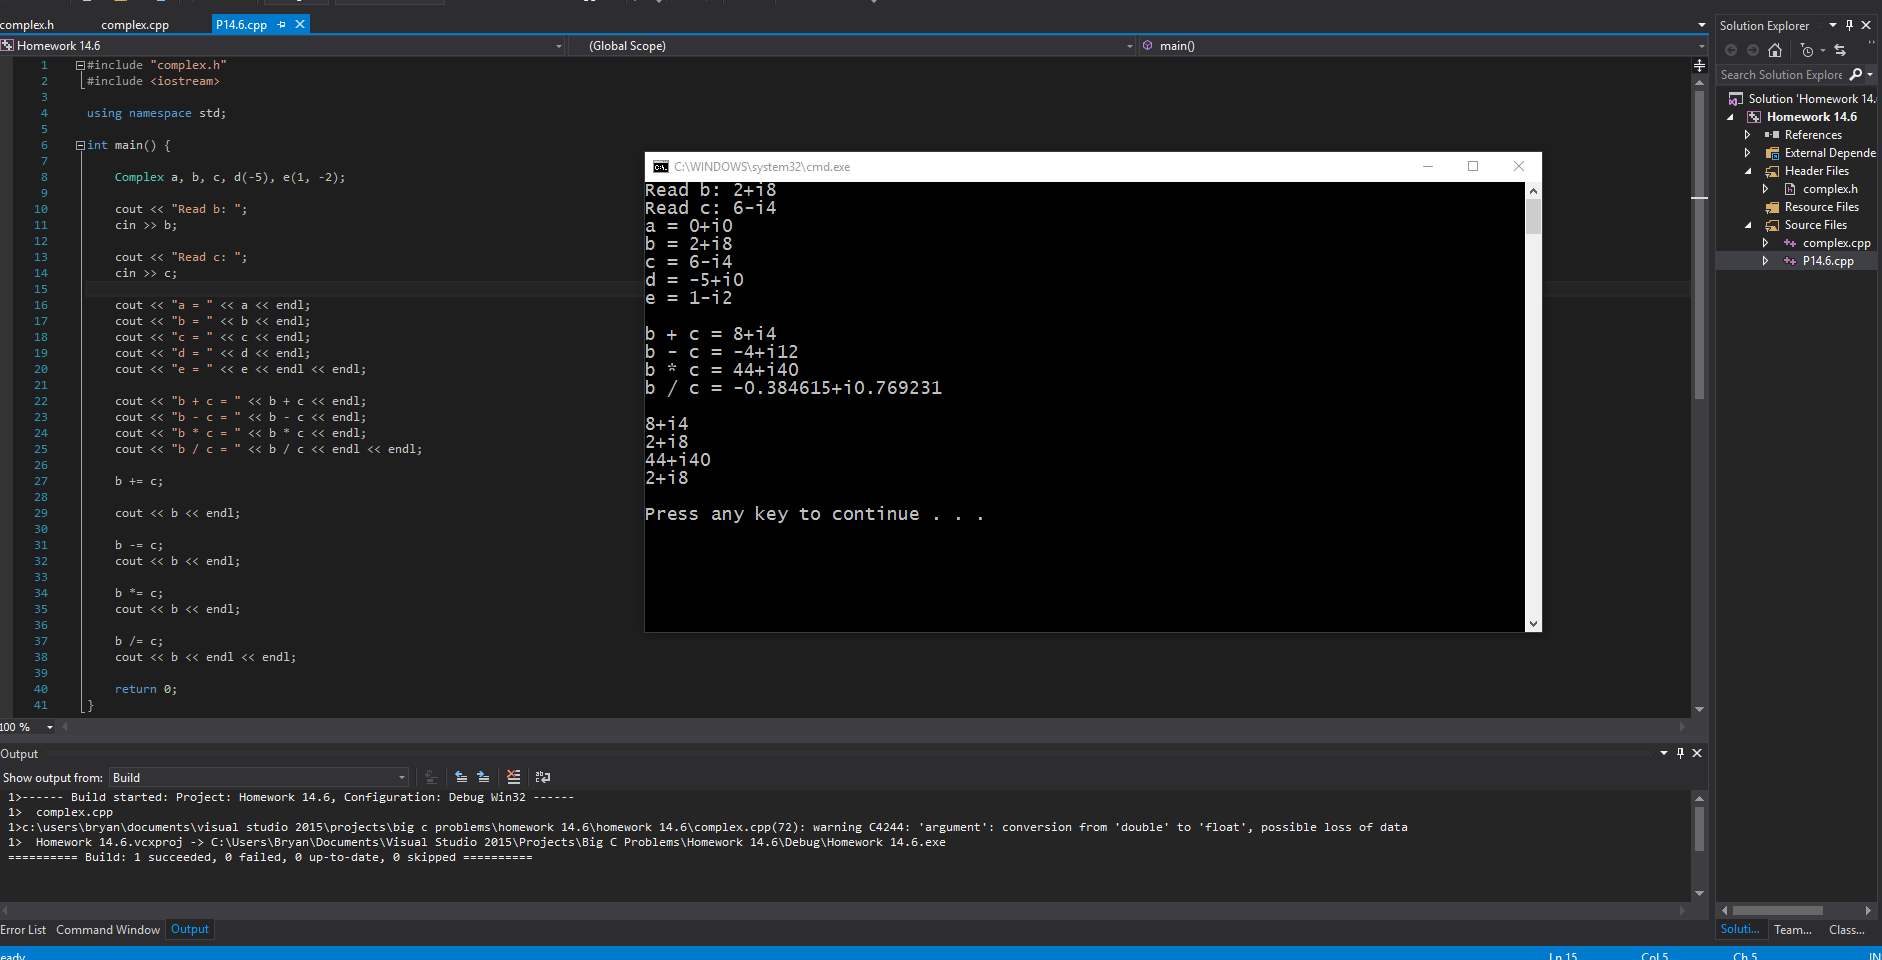 complex.h complex.cpp P14.6.cpp
Homework 14.6 (Global Scope) main()
1 #include "complex.h"
2 #include <iostream>
3
4 using namespace std;
5
6 int main() {
7
8 Complex a, b, c, d(-5), e(1, -2);
9
10 cout << "Read b: ";
11 cin >> b;
12
13 cout << "Read c: ";
14 cin >> c;
15
16 cout << "a = " << a << endl;
17 cout << "b = " << b << endl;
18 cout << "c = " << c << endl;
19 cout << "d = " << d << endl;
20 cout << "e = " << e << endl << endl;
21
22 cout << "b + c = " << b + c << endl;
23 cout << "b - c = " << b - c << endl;
24 cout << "b * c = " << b * c << endl;
25 cout << "b / c = " << b / c << endl << endl;
26
27 b += c;
28
29 cout << b << endl;
30
31 b -= c;
32 cout << b << endl;
33
34 b *= c;
35 cout << b << endl;
36
37 b /= c;
38 cout << b << endl << endl;
39
40 return 0;
41 }
100 %
C:\WINDOWS\system32\cmd.exe
Read b: 2+i8
Read c: 6-i4
a = 0+i0
b = 2+i8
c = 6-i4
d = -5+i0
e = 1-i2
b + c = 8+i4
b - c = -4+i12
b * c = 44+i40
b / c = -0.384615+i0.769231
8+i4
2+i8
44+i40
2+i8
Press any key to continue . . .
Solution Explorer
Search Solution Explore
Solution 'Homework 14.
Homework 14.6
References
External Depende
Header Files
complex.h
Resource Files
Source Files
complex.cpp
P14.6.cpp
Output
Show output from: Build
1>------ Build started: Project: Homework 14.6, Configuration: Debug Win32 ------
1>  complex.cpp
1>c:\users\bryan\documents\visual studio 2015\projects\big c problems\homework 14.6\homework 14.6\complex.cpp(72): warning C4244: 'argument': conversion from 'double' to 'float', possible loss of data
1>  Homework 14.6.vcxproj -> C:\Users\Bryan\Documents\Visual Studio 2015\Projects\Big C Problems\Homework 14.6\Debug\Homework 14.6.exe
========== Build: 1 succeeded, 0 failed, 0 up-to-date, 0 skipped ==========
Error List Command Window Output
Soluti... Team... Class...
eady Ln 15 Col 5 Ch 5 IN